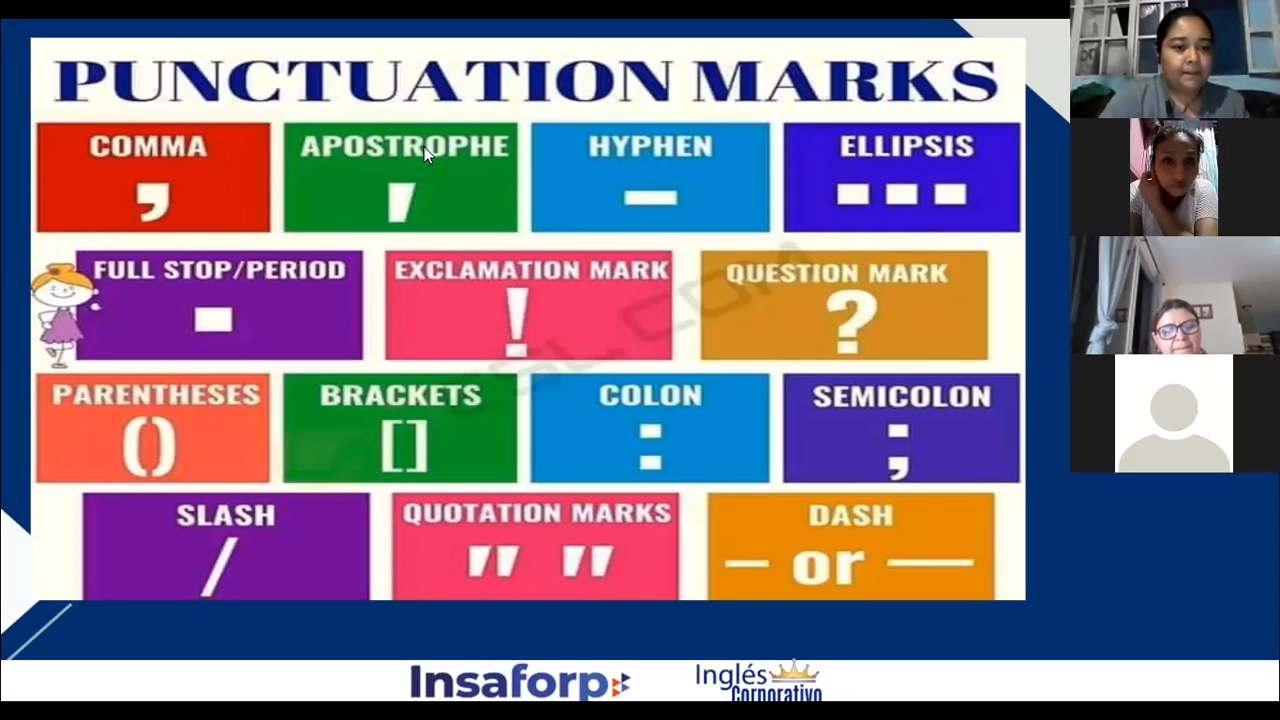 PUNCTUATION MARKS
COMMA APOSTROPHE HYPHEN ELLIPSIS
, ' - ...
FULL STOP/PERIOD EXCLAMATION MARK QUESTION MARK
. ! ?
PARENTHESES BRACKETS COLON SEMICOLON
() [] : ;
SLASH QUOTATION MARKS DASH
/ " " – or —
Insaforp Inglés
Corporativo